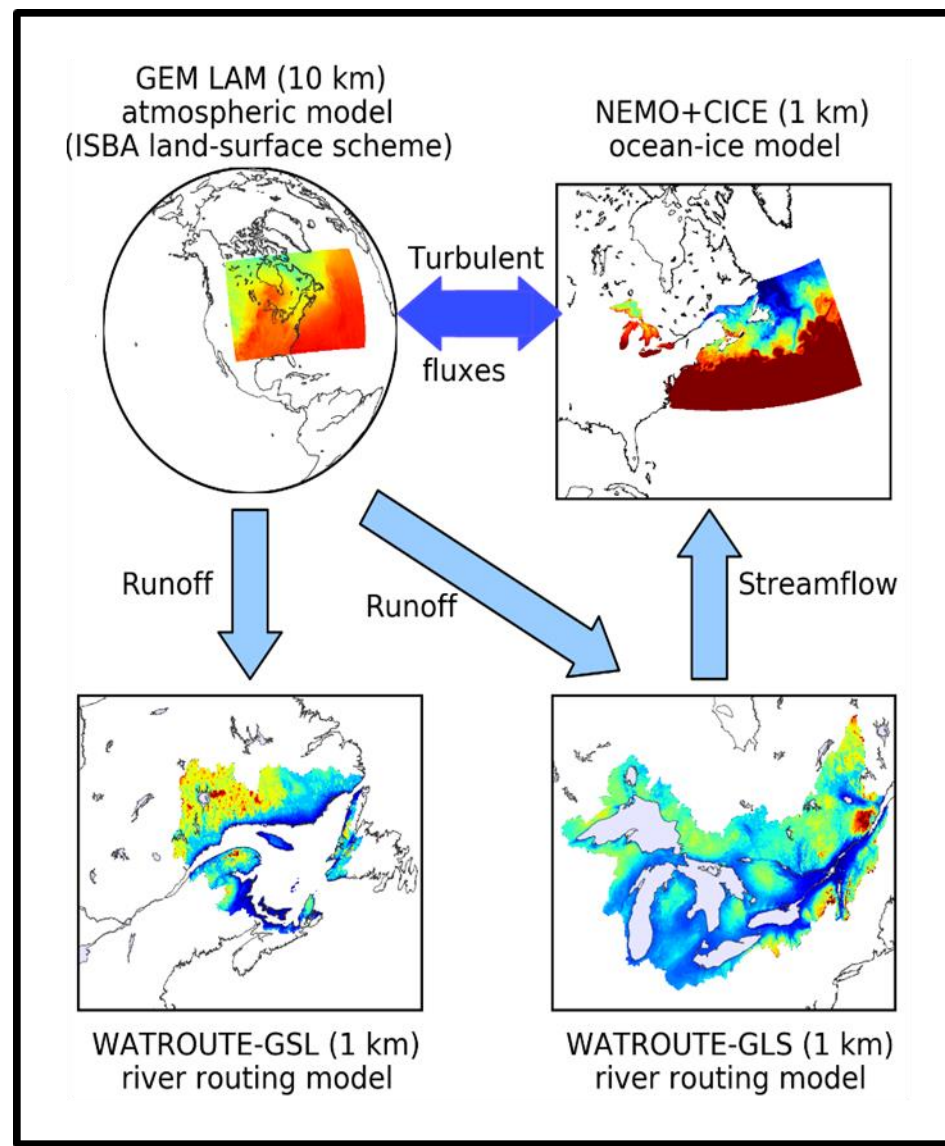 GEM LAM (10 km)
atmospheric model
(ISBA land-surface scheme)
NEMO+CICE (1 km)
ocean-ice model
Turbulent
fluxes
Runoff
Runoff
Streamflow
WATROUTE-GSL (1 km)
river routing model
WATROUTE-GLS (1 km)
river routing model